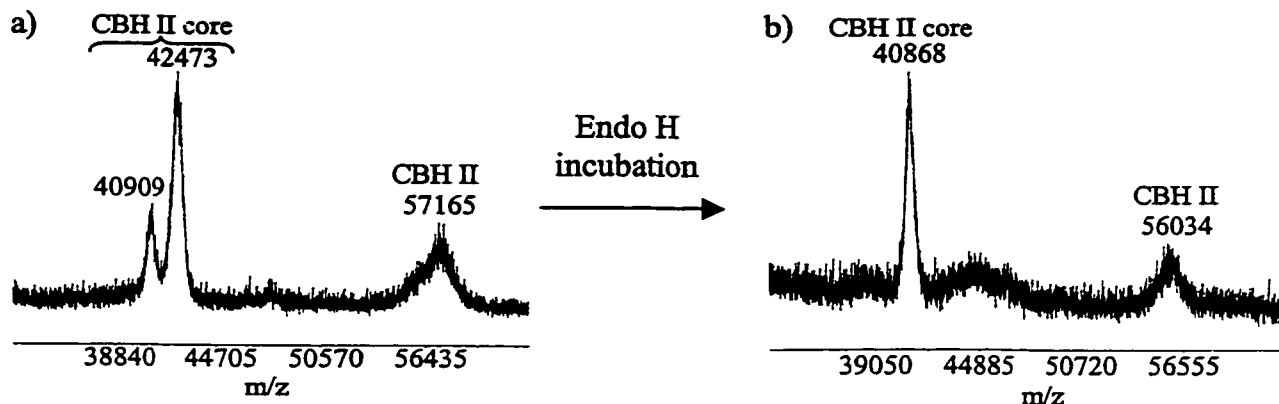 a)
CBH II core
42473
40909
CBH II
57165
38840 44705 50570 56435
m/z
Endo H
incubation
b)
CBH II core
40868
CBH II
56034
39050 44885 50720 56555
m/z